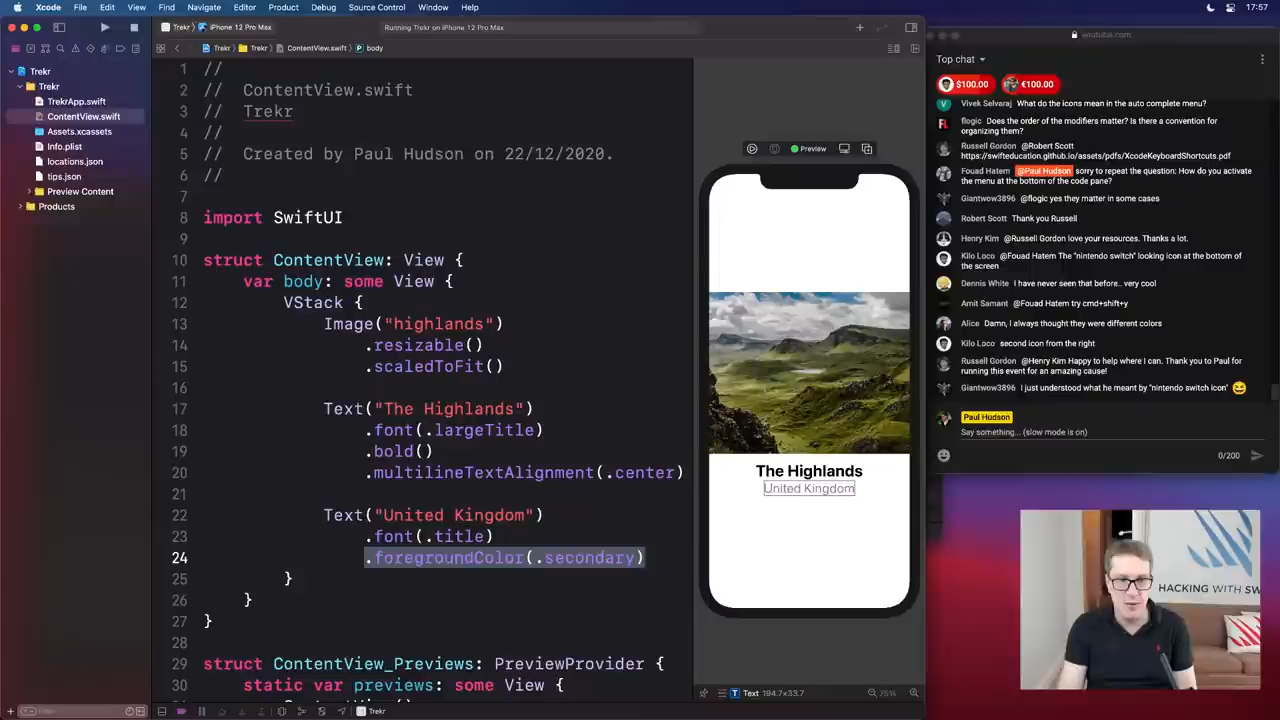 Xcode File Edit View Find Navigate Editor Product Debug Source Control Window Help 17:57
Trekr iPhone 12 Pro Max Running Trekr on iPhone 12 Pro Max
Trekr Trekr ContentView.swift body
Trekr
Trekr
TrekrApp.swift
ContentView.swift
Assets.xcassets
Info.plist
locations.json
tips.json
Preview Content
Products
1 //
2 // ContentView.swift
3 // Trekr
4 //
5 // Created by Paul Hudson on 22/12/2020.
6 //
7
8 import SwiftUI
9
10 struct ContentView: View {
11 var body: some View {
12 VStack {
13 Image("highlands")
14 .resizable()
15 .scaledToFit()
16
17 Text("The Highlands")
18 .font(.largeTitle)
19 .bold()
20 .multilineTextAlignment(.center)
21
22 Text("United Kingdom")
23 .font(.title)
24 .foregroundColor(.secondary)
25 }
26 }
27 }
28
29 struct ContentView_Previews: PreviewProvider {
30 static var previews: some View {
Trekr
Preview
The Highlands
United Kingdom
T Text 194.7×33.7 75%
youtube.com
Top chat
$100.00 €100.00
V Vivek Selvaraj What do the icons mean in the auto complete menu?
flogic Does the order of the modifiers matter? Is there a convention for
organizing them?
Russell Gordon @Robert Scott
https://swifteducation.github.io/assets/pdfs/XcodeKeyboardShortcuts.pdf
Fouad Hatem @Paul Hudson sorry to repeat the question: How do you activate
the menu at the bottom of the code pane?
Giantwow3896 @flogic yes they matter in some cases
Robert Scott Thank you Russell
Henry Kim @Russell Gordon love your resources. Thanks a lot.
Kilo Loco @Fouad Hatem The "nintendo switch" looking icon at the bottom of
the screen
Dennis White I have never seen that before.. very cool
Amit Samant @Fouad Hatem try cmd+shift+y
Alice Damn, I always thought they were different colors
Kilo Loco second icon from the right
Russell Gordon @Henry Kim Happy to help where I can. Thank you to Paul for
running this event for an amazing cause!
Giantwow3896 I just understood what he meant by "nintendo switch icon"
Paul Hudson
Say something... (slow mode is on)
0/200
HACKING WITH SW